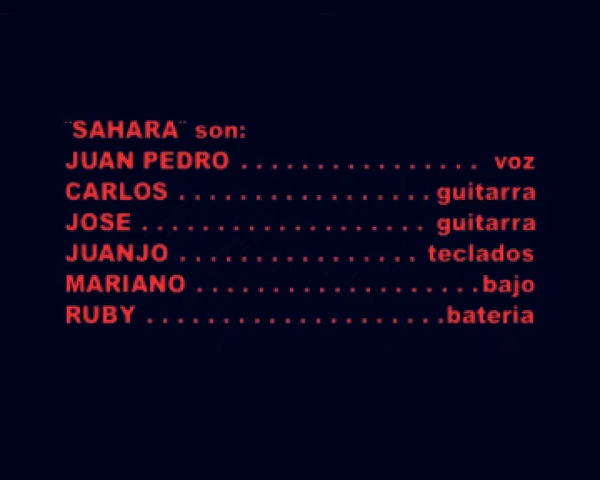 ¨SAHARA¨ son:
JUAN PEDRO . . . . . . . . . . . . . . . . voz
CARLOS . . . . . . . . . . . . . . . . . guitarra
JOSE . . . . . . . . . . . . . . . . . . . guitarra
JUANJO . . . . . . . . . . . . . . . . teclados
MARIANO . . . . . . . . . . . . . . . . . . .bajo
RUBY . . . . . . . . . . . . . . . . . . . .bateria